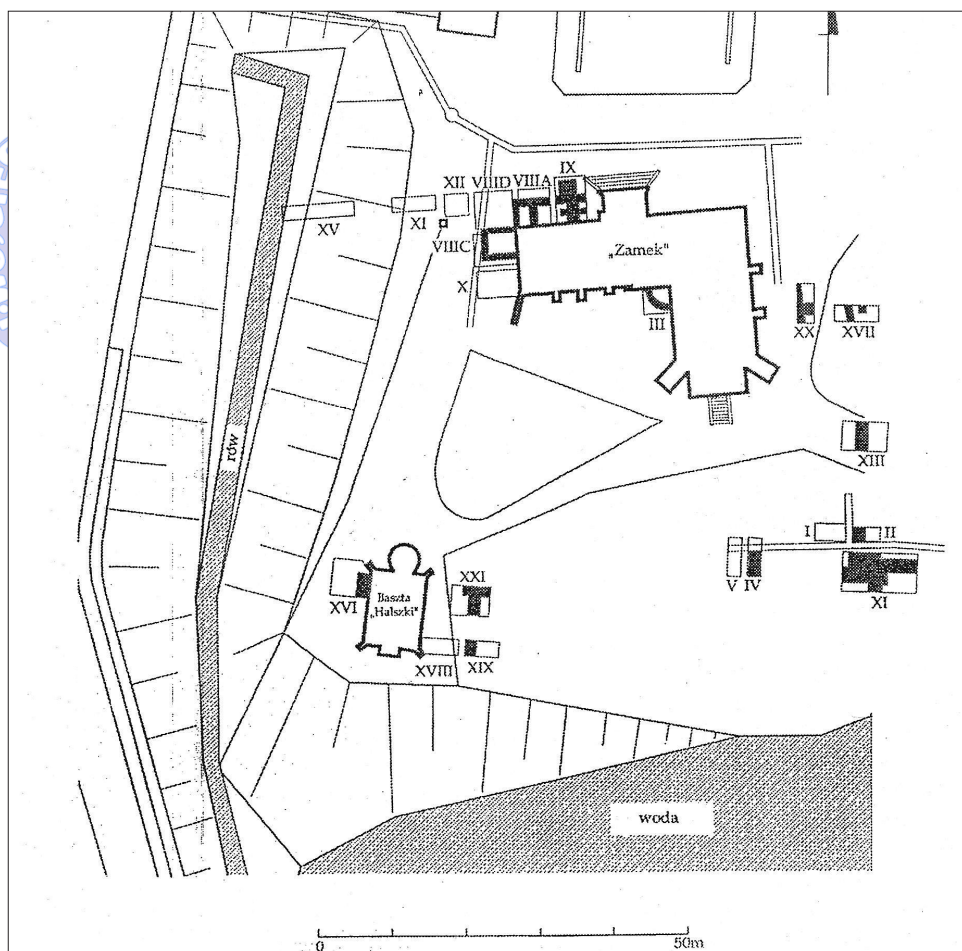 IX
XII
VIIID
VIIIA
XV
XI
VIIIC
„Zamek"
X
III
XX
XVII
rów
XIII
I
II
V
IV
XI
XVI
Baszta
„Halszki"
XXI
XVIII
XIX
woda
0
50m